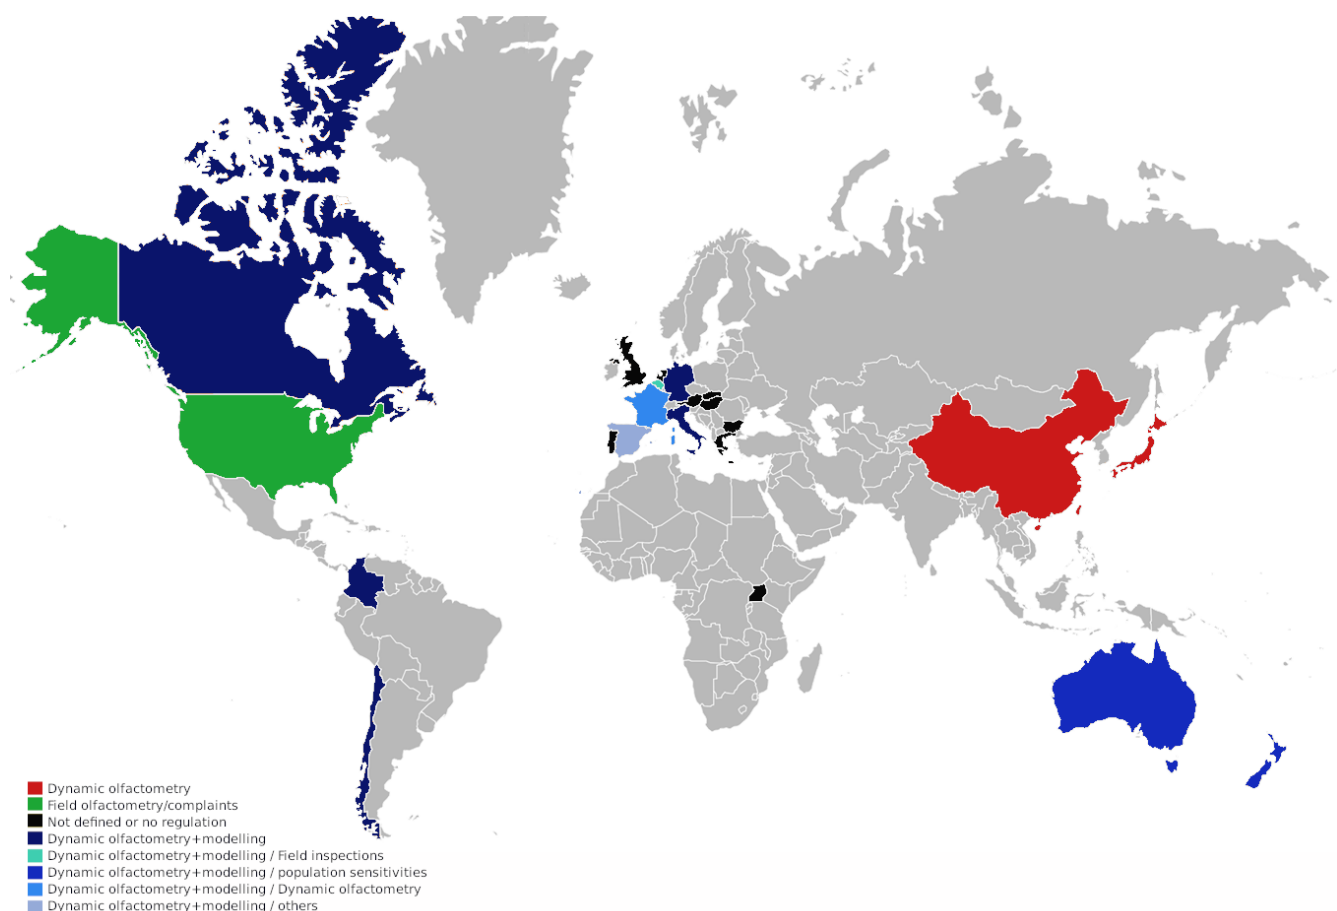 Dynamic olfactometry
Field olfactometry/complaints
Not defined or no regulation
Dynamic olfactometry+modelling
Dynamic olfactometry+modelling / Field inspections
Dynamic olfactometry+modelling / population sensitivities
Dynamic olfactometry+modelling / Dynamic olfactometry
Dynamic olfactometry+modelling / others